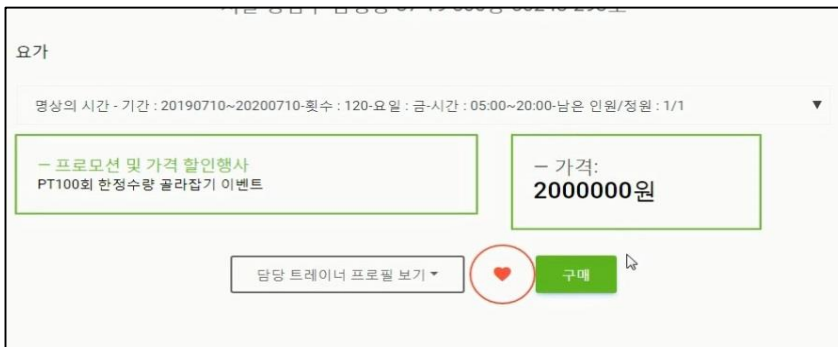 요가
명상의 시간 - 기간 : 20190710~20200710-횟수 : 120-요일 : 금-시간 : 05:00~20:00-남은 인원/정원 : 1/1 ▼
– 프로모션 및 가격 할인행사
PT100회 한정수량 골라잡기 이벤트
– 가격:
2000000원
담당 트레이너 프로필 보기
구매